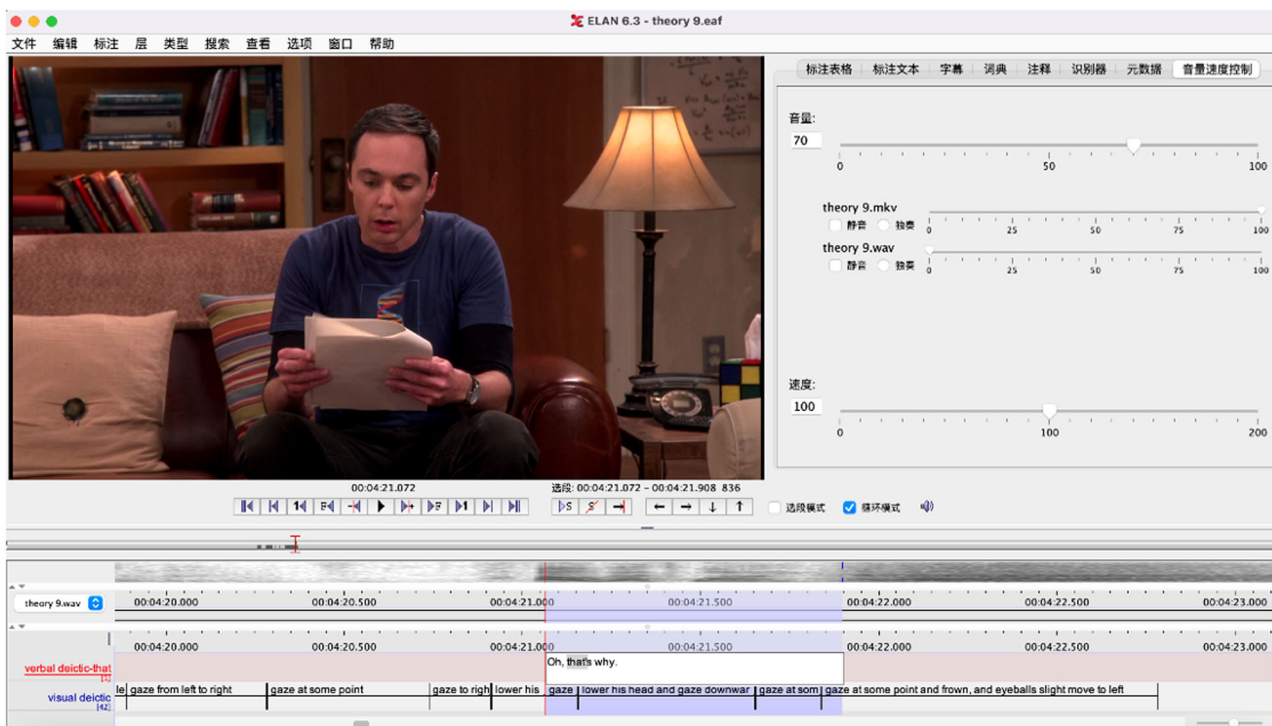 ELAN 6.3 - theory 9.eaf
文件 编辑 标注 层 类型 搜索 查看 选项 窗口 帮助
标注表格 标注文本 字幕 词典 注释 识别器 元数据 音量速度控制
音量:
70
0 50 100
theory 9.mkv
静音 独奏 0 25 50 75 100
theory 9.wav
静音 独奏 0 25 50 75 100
速度:
100
0 100 200
00:04:21.072
选段: 00:04:21.072 - 00:04:21.908 836
选段模式 循环模式
theory 9.wav
00:04:20.000 00:04:20.500 00:04:21.000 00:04:21.500 00:04:22.000 00:04:22.500 00:04:23.000
00:04:20.000 00:04:20.500 00:04:21.000 00:04:21.500 00:04:22.000 00:04:22.500 00:04:23.000
verbal deictic-that
[1]
Oh, that's why.
visual deictic
[42]
le gaze from left to right gaze at some point gaze to righ lower his gaze lower his head and gaze downwar gaze at som gaze at some point and frown, and eyeballs slight move to left